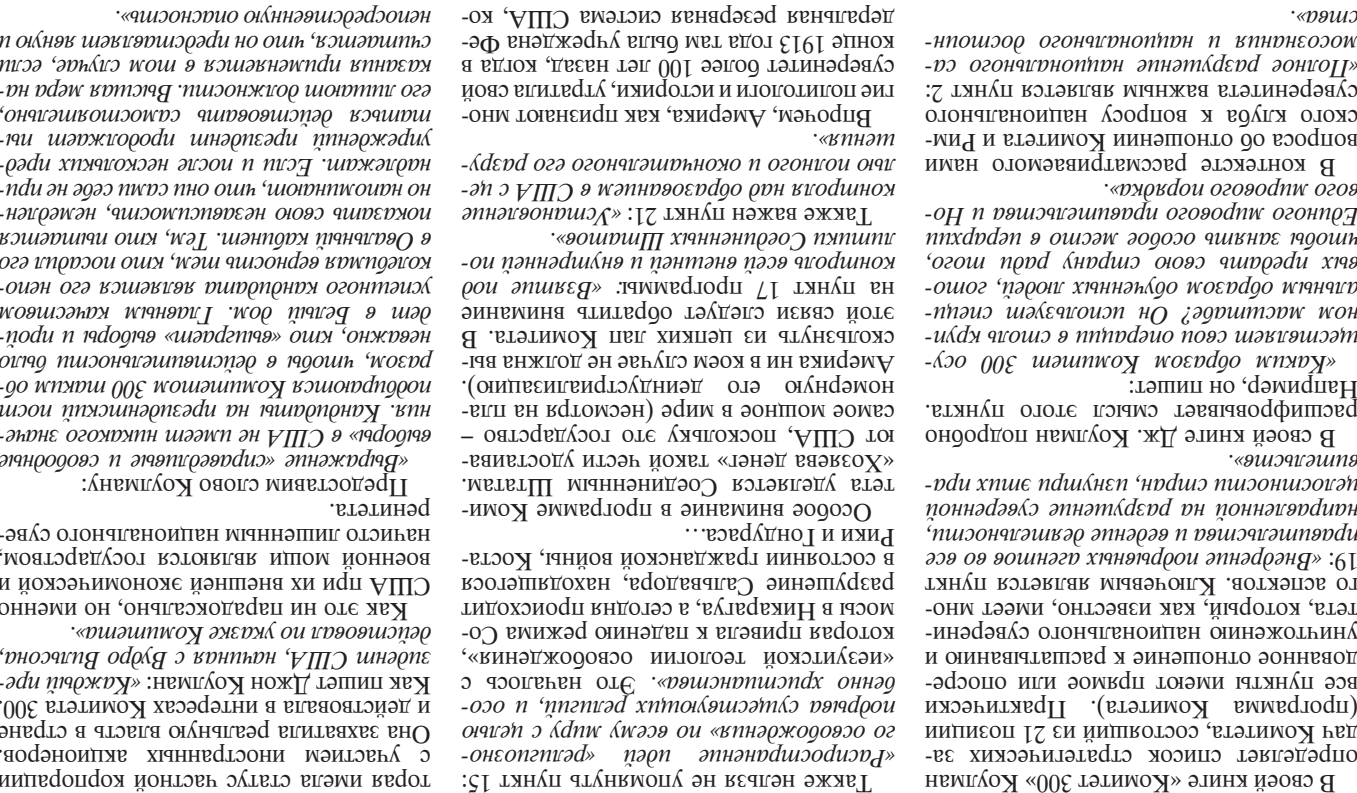 В своей книге «Комитет 300» Коулман
определяет список стратегических за-
дач Комитета, состоящий из 21 позиции
(программа Комитета). Практически
все пункты имеют прямое или опосре-
дованное отношение к расшатыванию и
уничтожению национального суверени-
тета, который, как известно, имеет мно-
го аспектов. Ключевым является пункт
19: «Внедрение подрывных агентов во все
правительства и ведение деятельности,
направленной на разрушение суверенной
целостности стран, изнутри этих пра-
вительств».
В своей книге Дж. Коулман подробно
расшифровывает смысл этого пункта.
Например, он пишет:
«Каким образом Комитет 300 осу-
ществляет свои операции в столь круп-
ном масштабе? Он использует специ-
альным образом обученных людей, гото-
вых предать свою страну ради того,
чтобы занять особое место в иерархии
Единого мирового правительства и Но-
вого мирового порядка».
В контексте рассматриваемого нами
вопроса об отношении Комитета и Рим-
ского клуба к вопросу национального
суверенитета важным является пункт 2:
«Полное разрушение национального са-
мосознания и национального достоин-
ства».
Также нельзя не упомянуть пункт 15:
«Распространение идей «религиозно-
го освобождения» по всему миру с целью
подрыва существующих религий, и осо-
бенно христианства». Это началось с
«иезуитской теологии освобождения»,
которая привела к падению режима Со-
мосы в Никарагуа, а сегодня происходит
разрушение Сальвадора, находящегося
в состоянии гражданской войны, Коста-
Рики и Гондураса…
Особое внимание в программе Коми-
тета уделяется Соединенным Штатам.
«Хозяева денег» такой чести удостаива-
ют США, поскольку это государство –
самое мощное в мире (несмотря на пла-
номерную его деиндустриализацию).
Америка ни в коем случае не должна вы-
скользнуть из цепких лап Комитета. В
этой связи следует обратить внимание
на пункт 17 программы: «Взятие под
контроль всей внешней и внутренней по-
литики Соединенных Штатов».
Также важен пункт 21: «Установление
контроля над образованием в США с це-
лью полного и окончательного его разру-
шения».
Впрочем, Америка, как признают мно-
гие политологи и историки, утратила свой
суверенитет более 100 лет назад, когда в
конце 1913 года там была учреждена Фе-
деральная резервная система США, ко-
торая имела статус частной корпорации
с участием иностранных акционеров.
Она захватила реальную власть в стране
и действовала в интересах Комитета 300.
Как пишет Джон Коулман: «Каждый пре-
зидент США, начиная с Вудро Вильсона,
действовал по указке Комитета».
Как это ни парадоксально, но именно
США при их внешней экономической и
военной мощи являются государством,
начисто лишенным национального суве-
ренитета.
Предоставим слово Коулману:
«Выражение «справедливые и свободные
выборы» в США не имеет никакого значе-
ния. Кандидаты на президентский пост
подбираются Комитетом 300 таким об-
разом, чтобы в действительности было
неважно, кто «выиграет» выборы и прой-
дет в Белый дом. Главным качеством
успешного кандидата является его непо-
колебимая верность тем, кто посадил его
в Овальный кабинет. Тем, кто пытается
показать свою независимость, немедлен-
но напоминают, что они сами себе не при-
надлежат. Если и после нескольких пред-
упреждений президент продолжает пы-
таться действовать самостоятельно,
его лишают должности. Высшая мера на-
казания применяется в том случае, если
считается, что он представляет явную и
непосредственную опасность».